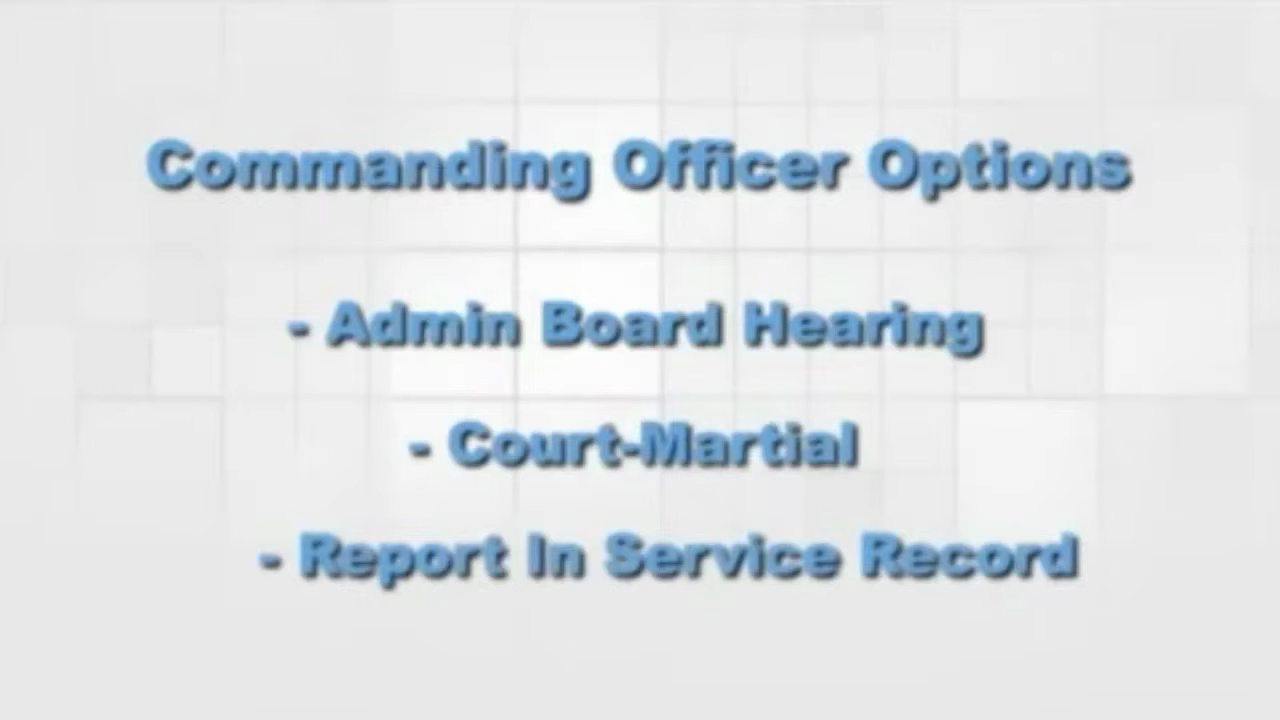 Commanding Officer Options
- Admin Board Hearing
- Court-Martial
- Report In Service Record